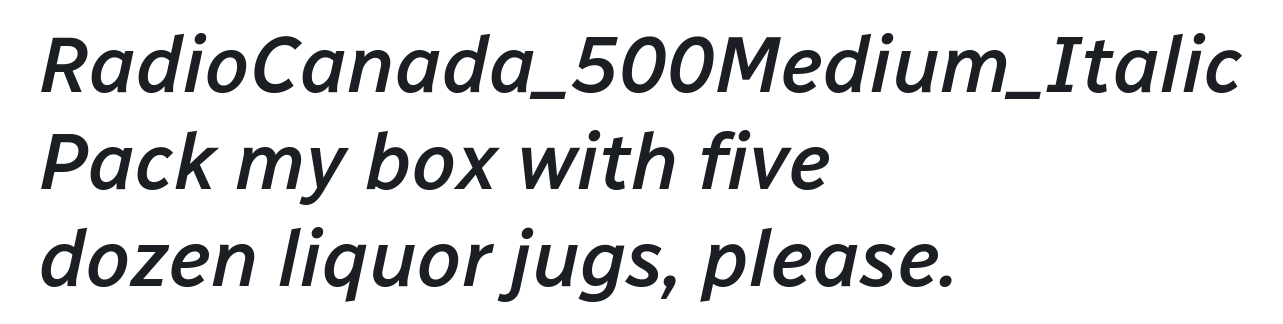 RadioCanada_500Medium_Italic
Pack my box with five
dozen liquor jugs, please.